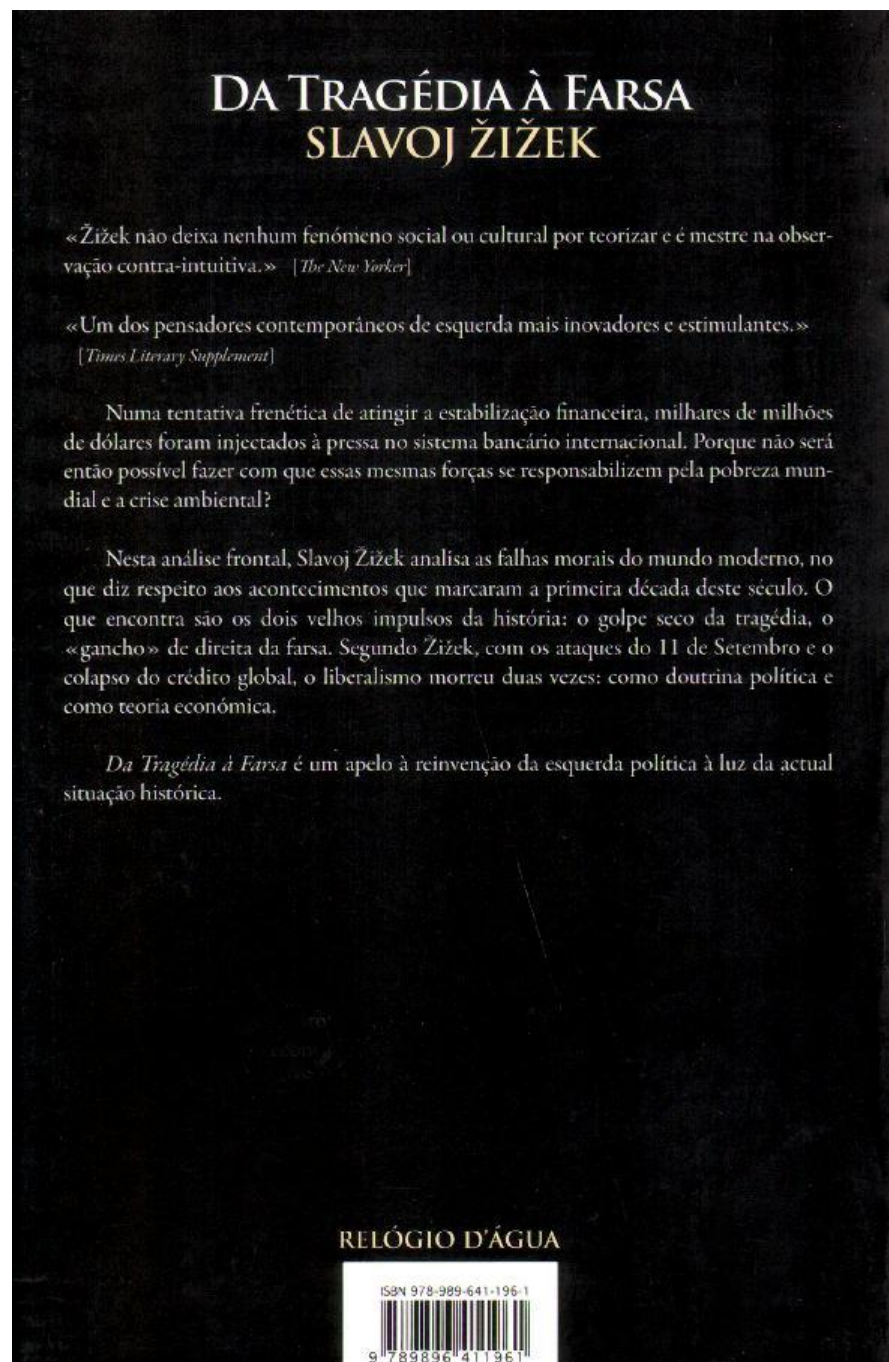 DA TRAGÉDIA À FARSA
SLAVOJ ŽIŽEK
«Žižek não deixa nenhum fenómeno social ou cultural por teorizar e é mestre na obser-
vação contra-intuitiva.» [The New Yorker]
«Um dos pensadores contemporâneos de esquerda mais inovadores e estimulantes.»
[Times Literary Supplement]
Numa tentativa frenética de atingir a estabilização financeira, milhares de milhões
de dólares foram injectados à pressa no sistema bancário internacional. Porque não será
então possível fazer com que essas mesmas forças se responsabilizem pela pobreza mun-
dial e a crise ambiental?
Nesta análise frontal, Slavoj Žižek analisa as falhas morais do mundo moderno, no
que diz respeito aos acontecimentos que marcaram a primeira década deste século. O
que encontra são os dois velhos impulsos da história: o golpe seco da tragédia, o
«gancho» de direita da farsa. Segundo Žižek, com os ataques do 11 de Setembro e o
colapso do crédito global, o liberalismo morreu duas vezes: como doutrina política e
como teoria económica.
Da Tragédia à Farsa é um apelo à reinvenção da esquerda política à luz da actual
situação histórica.
RELÓGIO D'ÁGUA
ISBN 978-989-641-196-1
9 789896 411961